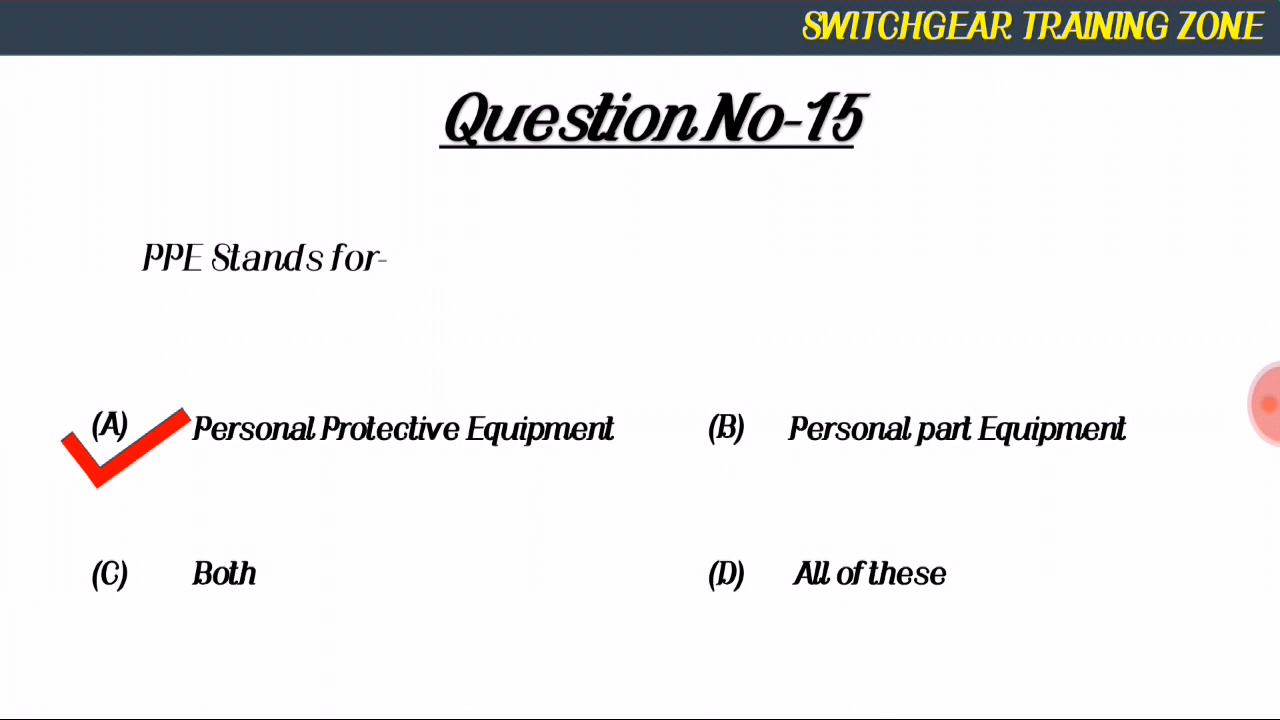 SWITCHGEAR TRAINING ZONE
Question No-15
PPE Stands for-
(A) Personal Protective Equipment
(B) Personal part Equipment
(C) Both
(D) All of these